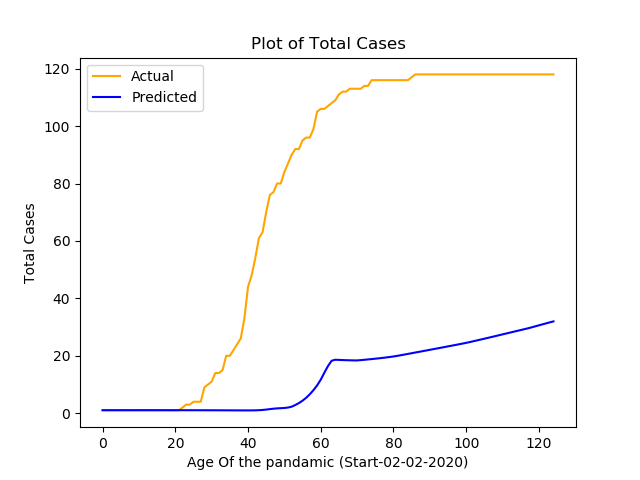 Plot of Total Cases
Actual
Predicted
120
100
80
60
40
20
0
Total Cases
0 20 40 60 80 100 120
Age Of the pandamic (Start-02-02-2020)